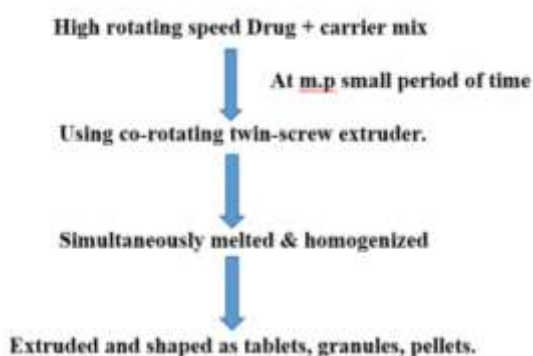 High rotating speed Drug + carrier mix
At m.p small period of time
Using co-rotating twin-screw extruder.
Simultaneously melted & homogenized
Extruded and shaped as tablets, granules, pellets.